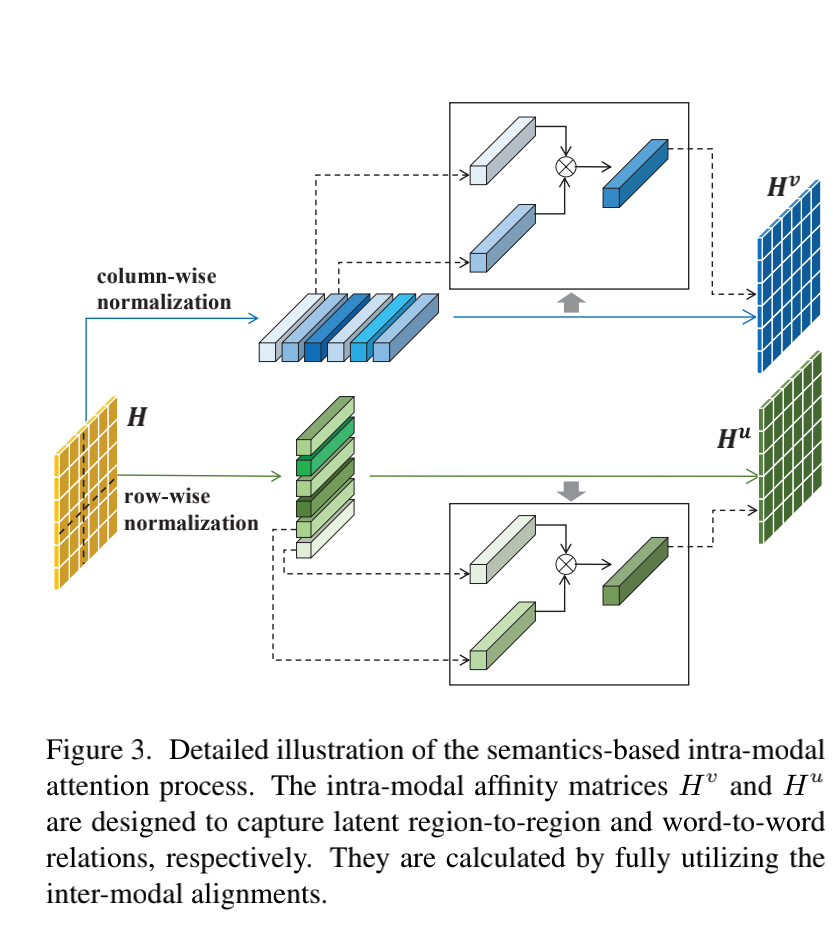 H^v
column-wise
normalization
H
H^u
row-wise
normalization
Figure 3. Detailed illustration of the semantics-based intra-modal
attention process. The intra-modal affinity matrices H^v and H^u
are designed to capture latent region-to-region and word-to-word
relations, respectively. They are calculated by fully utilizing the
inter-modal alignments.